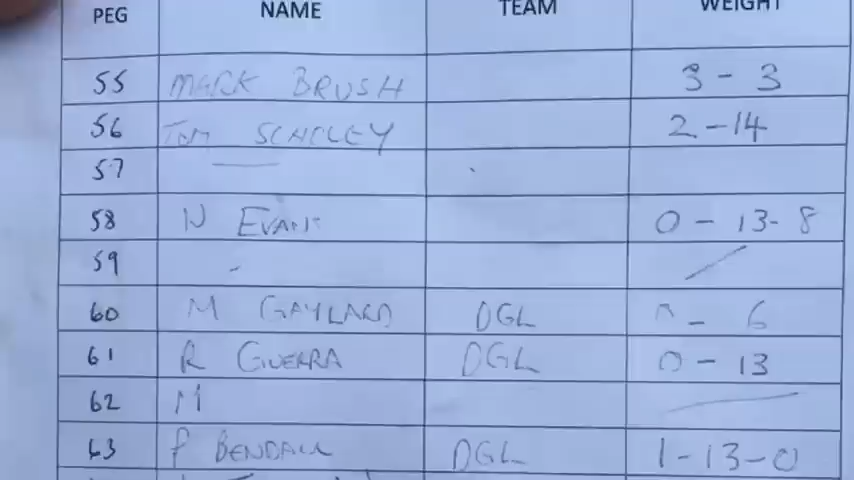 PEG NAME TEAM WEIGHT
55 MARK BRUSH 3 - 3
56 TOM 2 - 14
57
58 N EVANS 0 - 13 - 8
59 -
60 M GAYLARD DGL 0 - 6
61 R GUERRA DGL 0 - 13
62 M
63 P BENDALL DGL 1 - 13 - 0